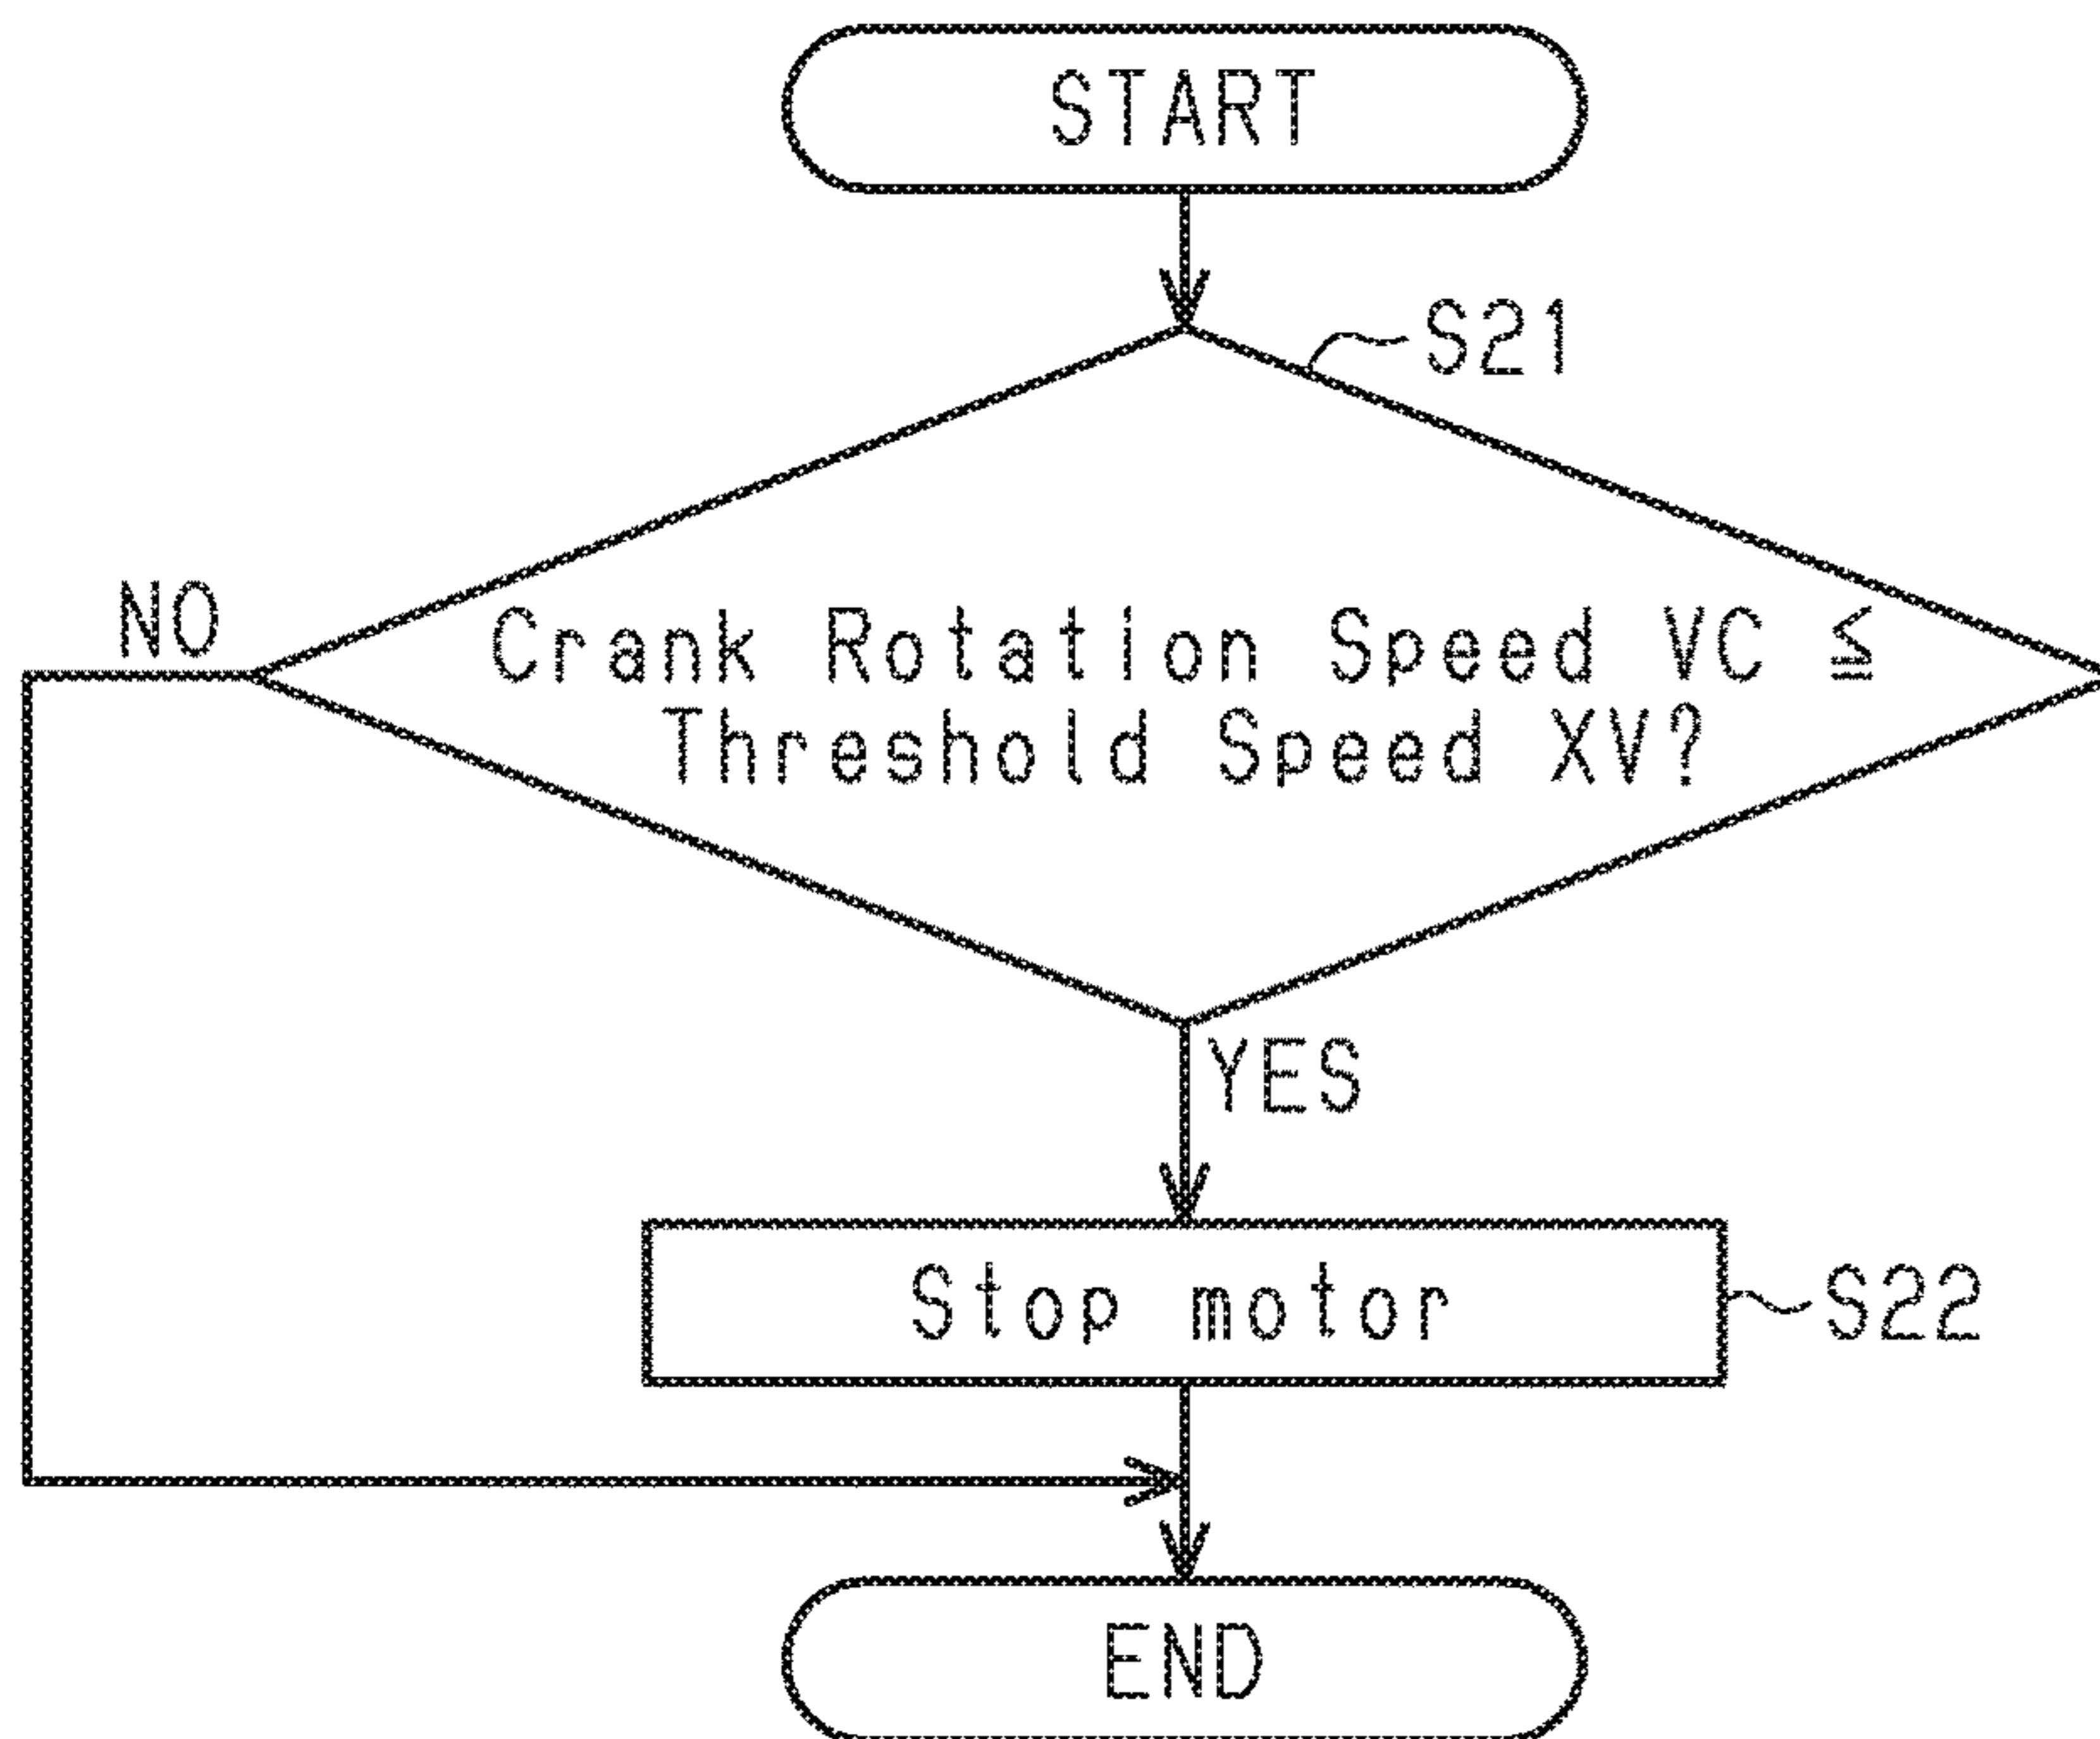 START
S21
NO
Crank Rotation Speed VC ≦
Threshold Speed XV?
YES
Stop motor
S22
END